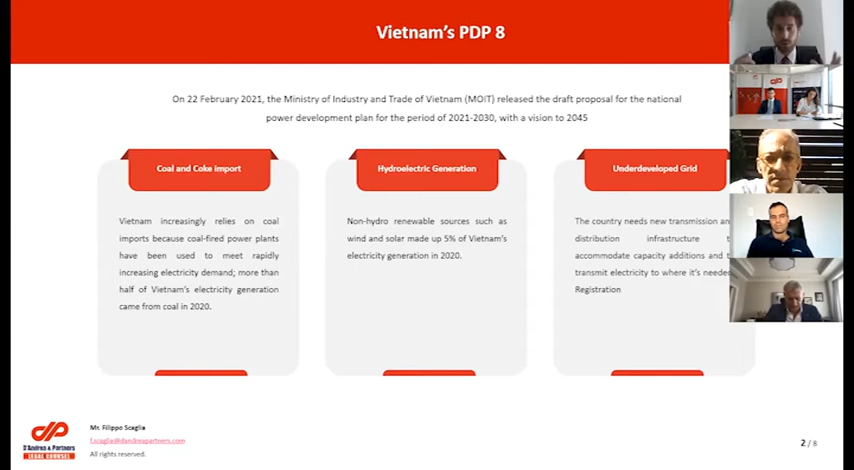 Vietnam's PDP 8
On 22 February 2021, the Ministry of Industry and Trade of Vietnam (MOIT) released the draft proposal for the national
power development plan for the period of 2021-2030, with a vision to 2045
Coal and Coke import
Vietnam increasingly relies on coal
imports because coal-fired power plants
have been used to meet rapidly
increasing electricity demand; more than
half of Vietnam's electricity generation
came from coal in 2020.
Hydroelectric Generation
Non-hydro renewable sources such as
wind and solar made up 5% of Vietnam's
electricity generation in 2020.
Underdeveloped Grid
The country needs new transmission an
distribution infrastructure t
accommodate capacity additions and t
transmit electricity to where it's neede
Registration
D'Andrea & Partners
LEGAL COUNSEL
Mr. Filippo Scaglia
f.scaglia@dandreapartners.com
All rights reserved.
2 / 8